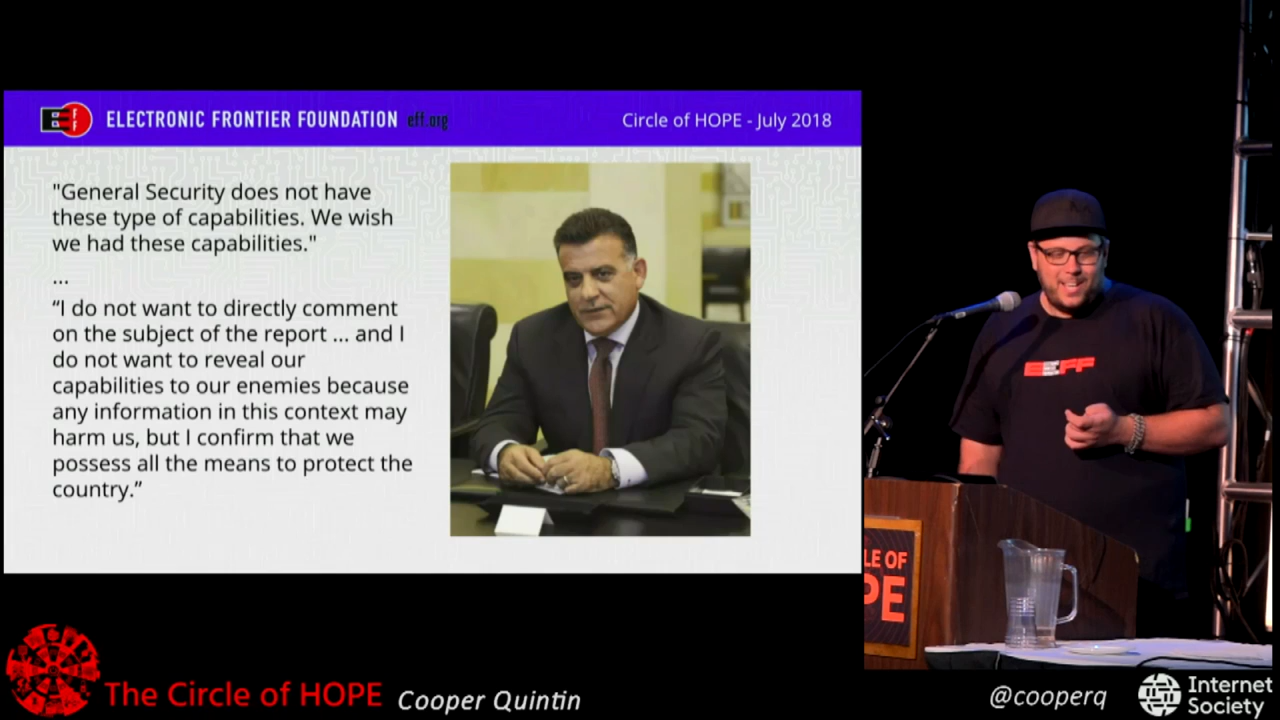 ELECTRONIC FRONTIER FOUNDATION eff.org
Circle of HOPE - July 2018
"General Security does not have
these type of capabilities. We wish
we had these capabilities."
...
“I do not want to directly comment
on the subject of the report ... and I
do not want to reveal our
capabilities to our enemies because
any information in this context may
harm us, but I confirm that we
possess all the means to protect the
country.”
EFF
LE OF
PE
The Circle of HOPE
Cooper Quintin
@cooperq
Internet
Society